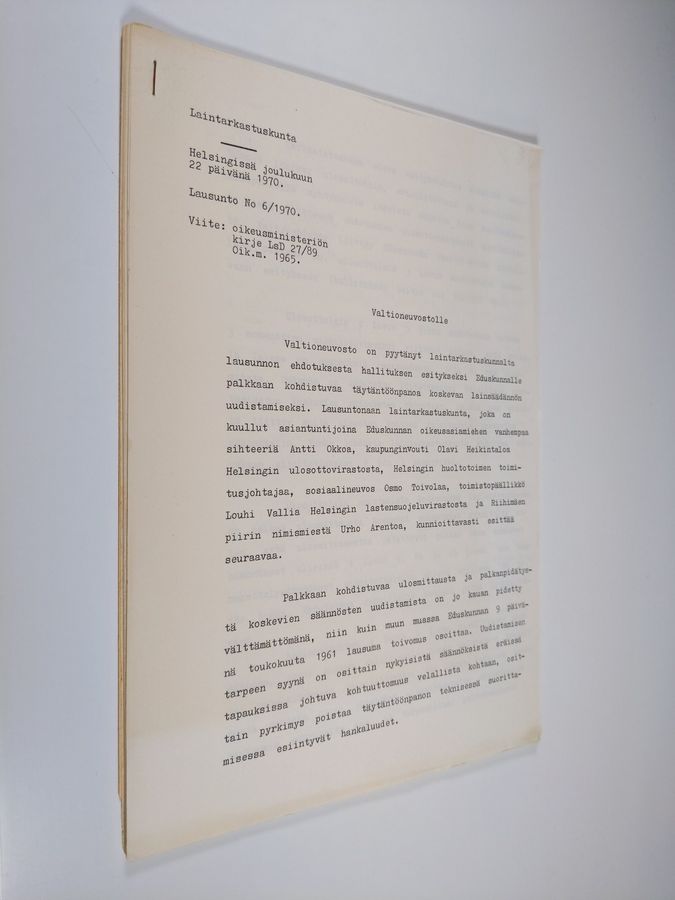 Laintarkastuskunta
Helsingissä joulukuun
22 päivänä 1970.
Lausunto No 6/1970.
Viite: oikeusministeriön
kirje LsD 27/89
Oik.m. 1965.
Valtioneuvostolle
Valtioneuvosto on pyytänyt laintarkastuskunnalta
lausunnon ehdotuksesta hallituksen esitykseksi Eduskunnalle
palkkaan kohdistuvaa täytäntöönpanoa koskevan lainsäädännön
uudistamiseksi. Lausuntonaan laintarkastuskunta, joka on
kuullut asiantuntijoina Eduskunnan oikeusasiamiehen vanhempaa
sihteeriä Antti Okkoa, kaupunginvouti Olavi Heikintaloa
Helsingin ulosottovirastosta, Helsingin huoltotoimen toimi-
tusjohtajaa, sosiaalineuvos Osmo Toivolaa, toimistopäällikkö
Louhi Vallia Helsingin lastensuojeluvirastosta ja Riihimäen
piirin nimismiestä Urho Arentoa, kunnioittavasti esittää
seuraavaa.
Palkkaan kohdistuvaa ulosmittausta ja palkanpidätys-
tä koskevien säännösten uudistamista on jo kauan pidetty
välttämättömänä, niin kuin muun muassa Eduskunnan 9 päivä-
nä toukokuuta 1961 lausuma toivomus osoittaa. Uudistamisen
tarpeen syynä on osittain nykyisistä säännöksistä eräissä
tapauksissa johtuva kohtuuttomuus velallista kohtaan, osit-
tain pyrkimys poistaa täytäntöönpanon teknisessä suoritta-
misessa esiintyvät hankaluudet.